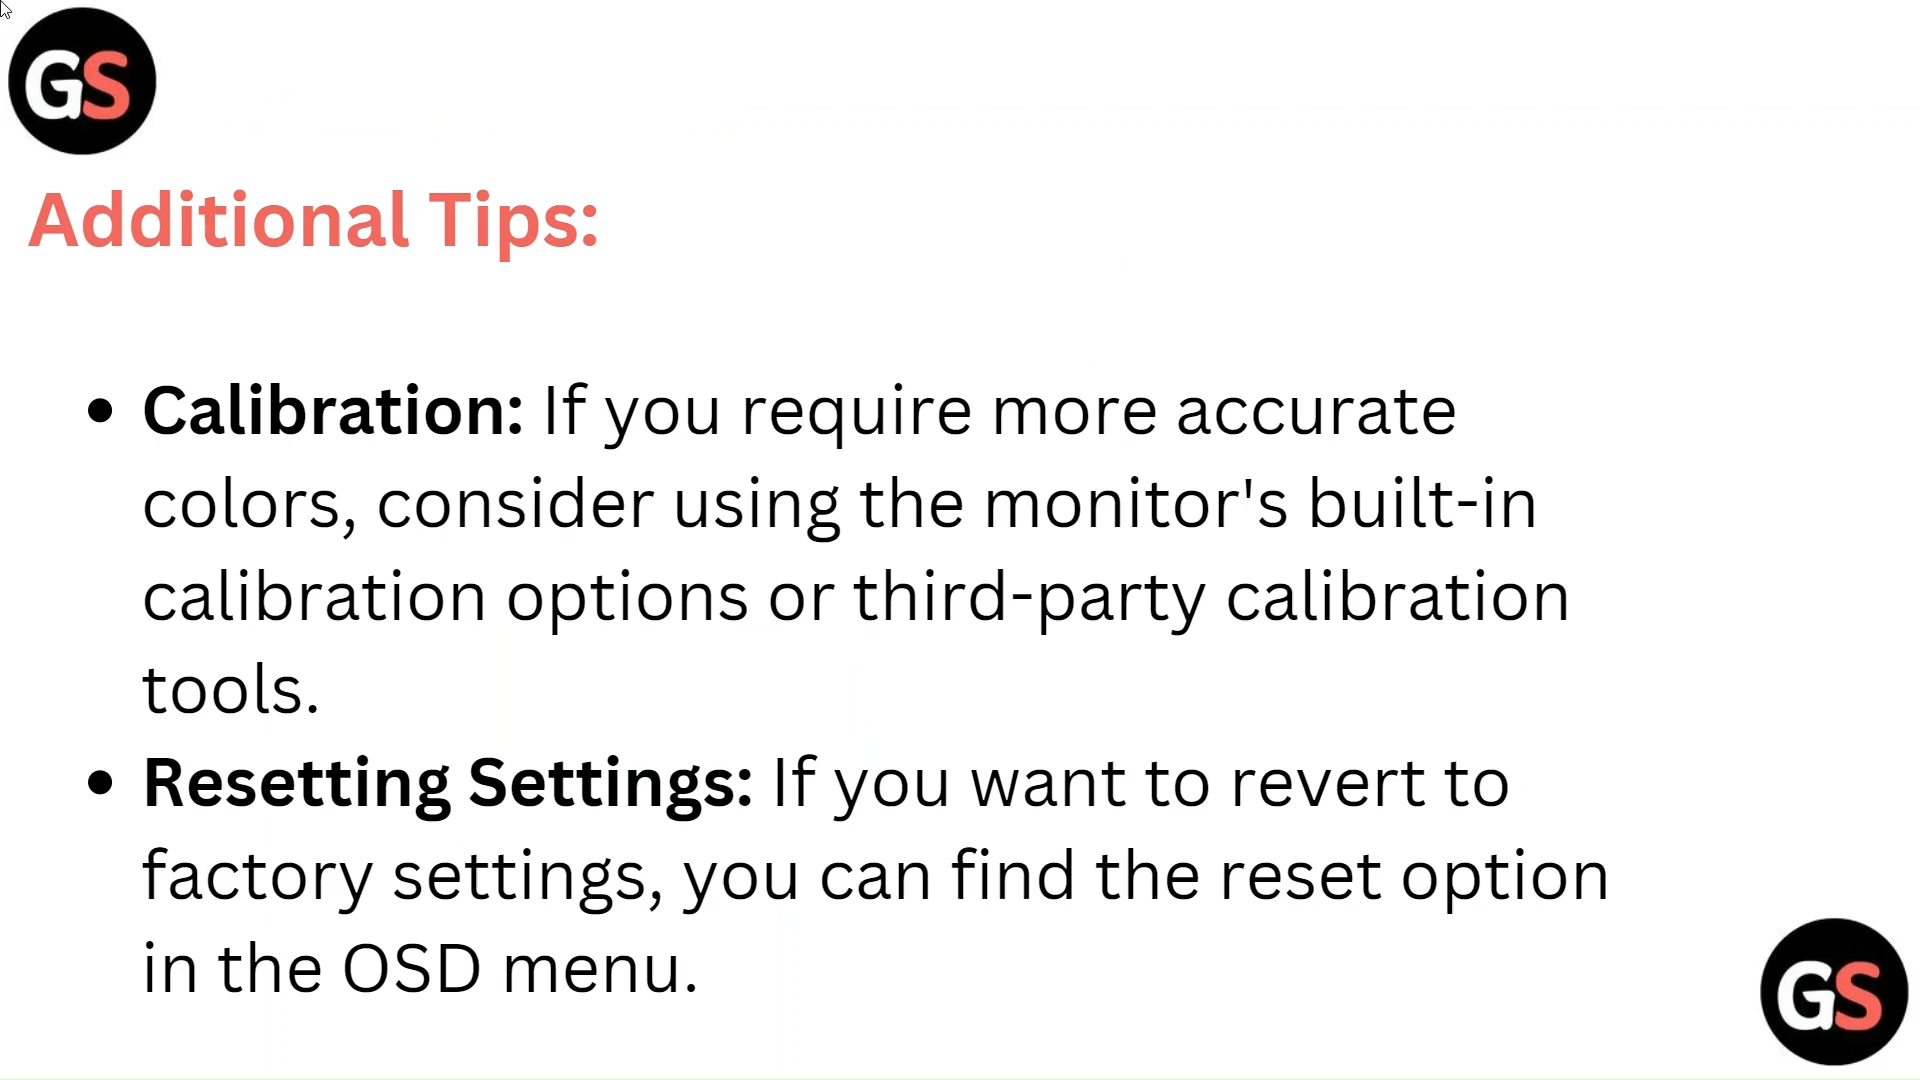 GS
Additional Tips:
• Calibration: If you require more accurate
colors, consider using the monitor's built-in
calibration options or third-party calibration
tools.
• Resetting Settings: If you want to revert to
factory settings, you can find the reset option
in the OSD menu.
GS